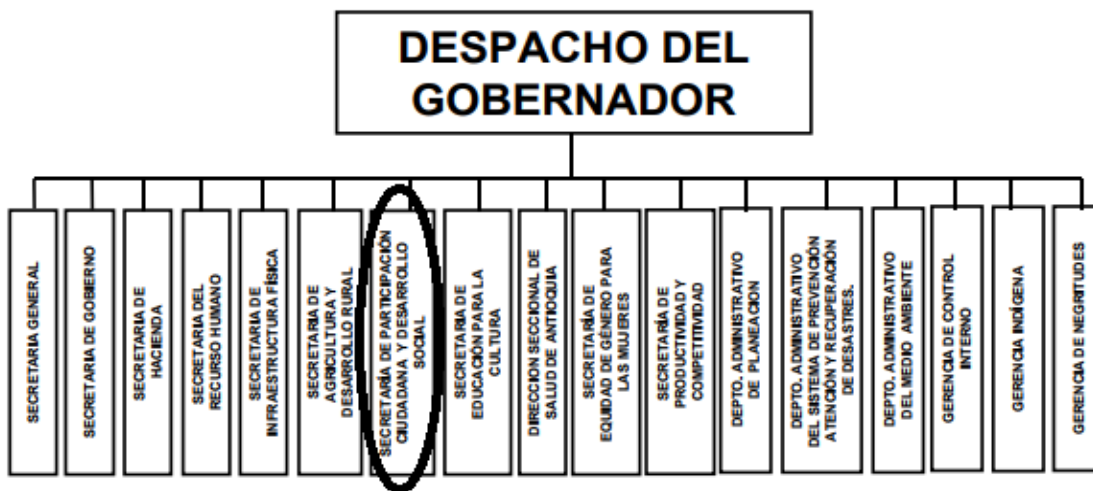 DESPACHO DEL
GOBERNADOR
SECRETARIA GENERAL
SECRETARIA DE GOBIERNO
SECRETARIA DE
HACIENDA
SECRETARIA DEL
RECURSO HUMANO
SECRETARIA DE
INFRAESTRUCTURA FÍSICA
SECRETARIA DE
AGRICULTURA Y
DESARROLLO RURAL
SECRETARÍA DE PARTICIPACIÓN
CIUDADANA Y DESARROLLO
SOCIAL
SECRETARIA DE
EDUCACIÓN PARA LA
CULTURA
DIRECCION SECCIONAL DE
SALUD DE ANTIOQUIA
SECRETARÍA DE
EQUIDAD DE GÉNERO PARA
LAS MUJERES
SECRETARÍA DE
PRODUCTIVIDAD Y
COMPETITIVIDAD
DEPTO. ADMINISTRATIVO
DE PLANEACION
DEPTO. ADMINISTRATIVO
DEL SISTEMA DE PREVENCIÓN
ATENCIÓN Y RECUPERACIÓN
DE DESASTRES.
DEPTO. ADMINISTRATIVO
DEL MEDIO AMBIENTE
GERENCIA DE CONTROL
INTERNO
GERENCIA INDÍGENA
GERENCIA DE NEGRITUDES